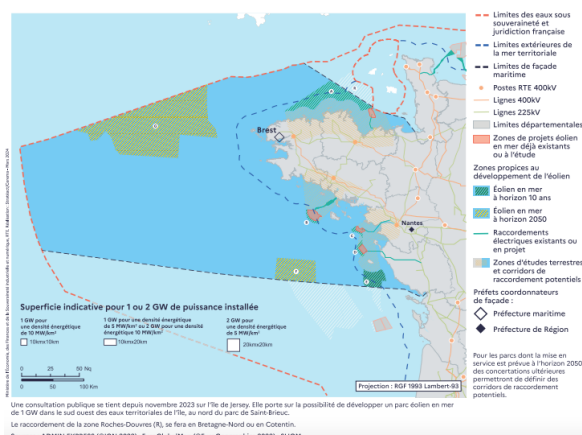 Limites des eaux sous
souveraineté et
juridiction française
Limites extérieures de
la mer territoriale
Limites de façade
maritime
Postes RTE 400kV
Lignes 400kV
Lignes 225kV
Limites départementales
Zones de projets éolien
en mer déjà existants
ou à l'étude
Zones propices au
développement de l'éolien
Éolien en mer
à horizon 10 ans
Éolien en mer
à horizon 2050
Raccordements
électriques existants ou
en projet
Zones d'études terrestres
et corridors de
raccordement potentiels
Préfets coordonnateurs
de façade :
Préfecture maritime
Préfecture de Région
Pour les parcs dont la mise en
service est prévue à l'horizon 2050,
des concertations ultérieures
permettront de définir des
corridors de raccordement
potentiels.
Brest
Nantes
Superficie indicative pour 1 ou 2 GW de puissance installée
1 GW pour
une densité énergétique
de 10 MW/km²
10kmx10km
1 GW pour une densité énergétique
de 5 MW/km² ou 2 GW pour une densité
énergétique 10 MW/km²
10kmx20km
2 GW pour
une densité énergétique de
5 MW/km²
20kmx20km
0 25 50 Nq
0 50 100 Km
Projection : RGF 1993 Lambert-93
Une consultation publique se tient depuis novembre 2023 sur l'île de Jersey. Elle porte sur la possibilité de développer un parc éolien en mer
de 1 GW dans le sud ouest des eaux territoriales de l'île, au nord du parc de Saint-Brieuc.
Le raccordement de la zone Roches-Douvres (R), se fera en Bretagne-Nord ou en Cotentin.